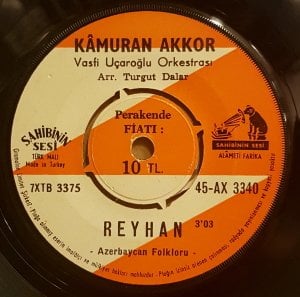 KÂMURAN AKKOR
Vasfi Uçaroğlu Orkestrası
Arr. Turgut Dalar
Perakende
FİATI :
10 TL.
SAHİBİNİN
SESİ
TÜRK MALI
Made in Turkey
SAHİBİNİN SESİ
ALÂMETİ FARİKA
7XTB 3375
45-AX 3340
REYHAN 3'03
- Azerbaycan Folkloru -